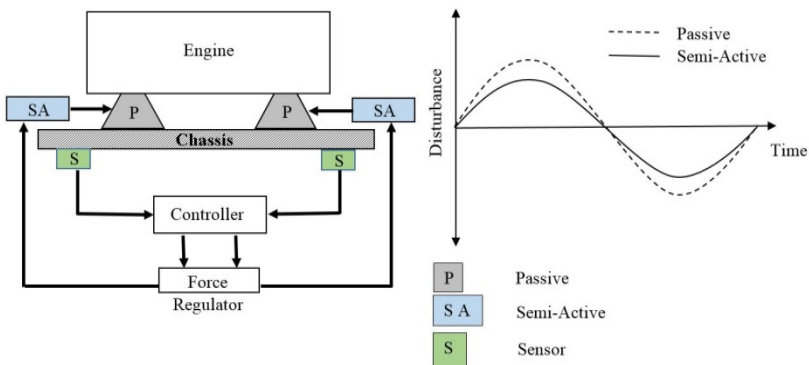 Engine
SA
P
P
SA
Chassis
S
S
Controller
Force
Regulator
Disturbance
Passive
Semi-Active
Time
P Passive
S A Semi-Active
S Sensor